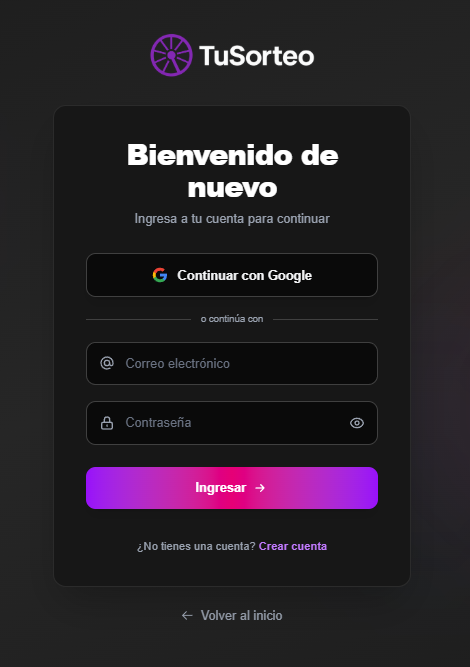 TuSorteo
Bienvenido de
nuevo
Ingresa a tu cuenta para continuar
Continuar con Google
o continúa con
Correo electrónico
Contraseña
Ingresar →
¿No tienes una cuenta? Crear cuenta
← Volver al inicio